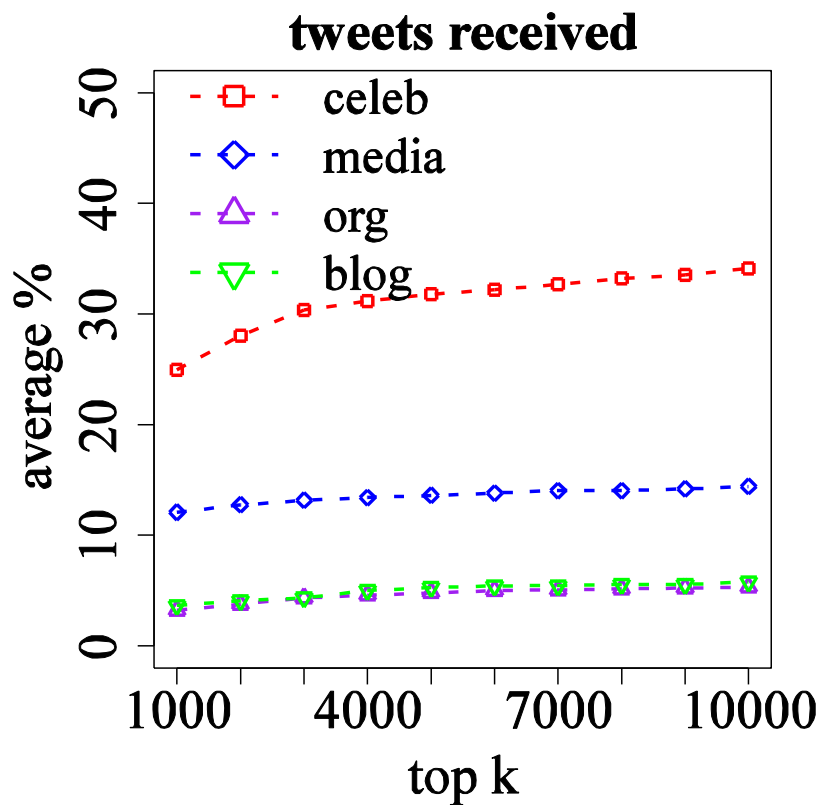 tweets received
celeb
media
org
blog
average %
50
40
30
20
10
0
1000 4000 7000 10000
top k